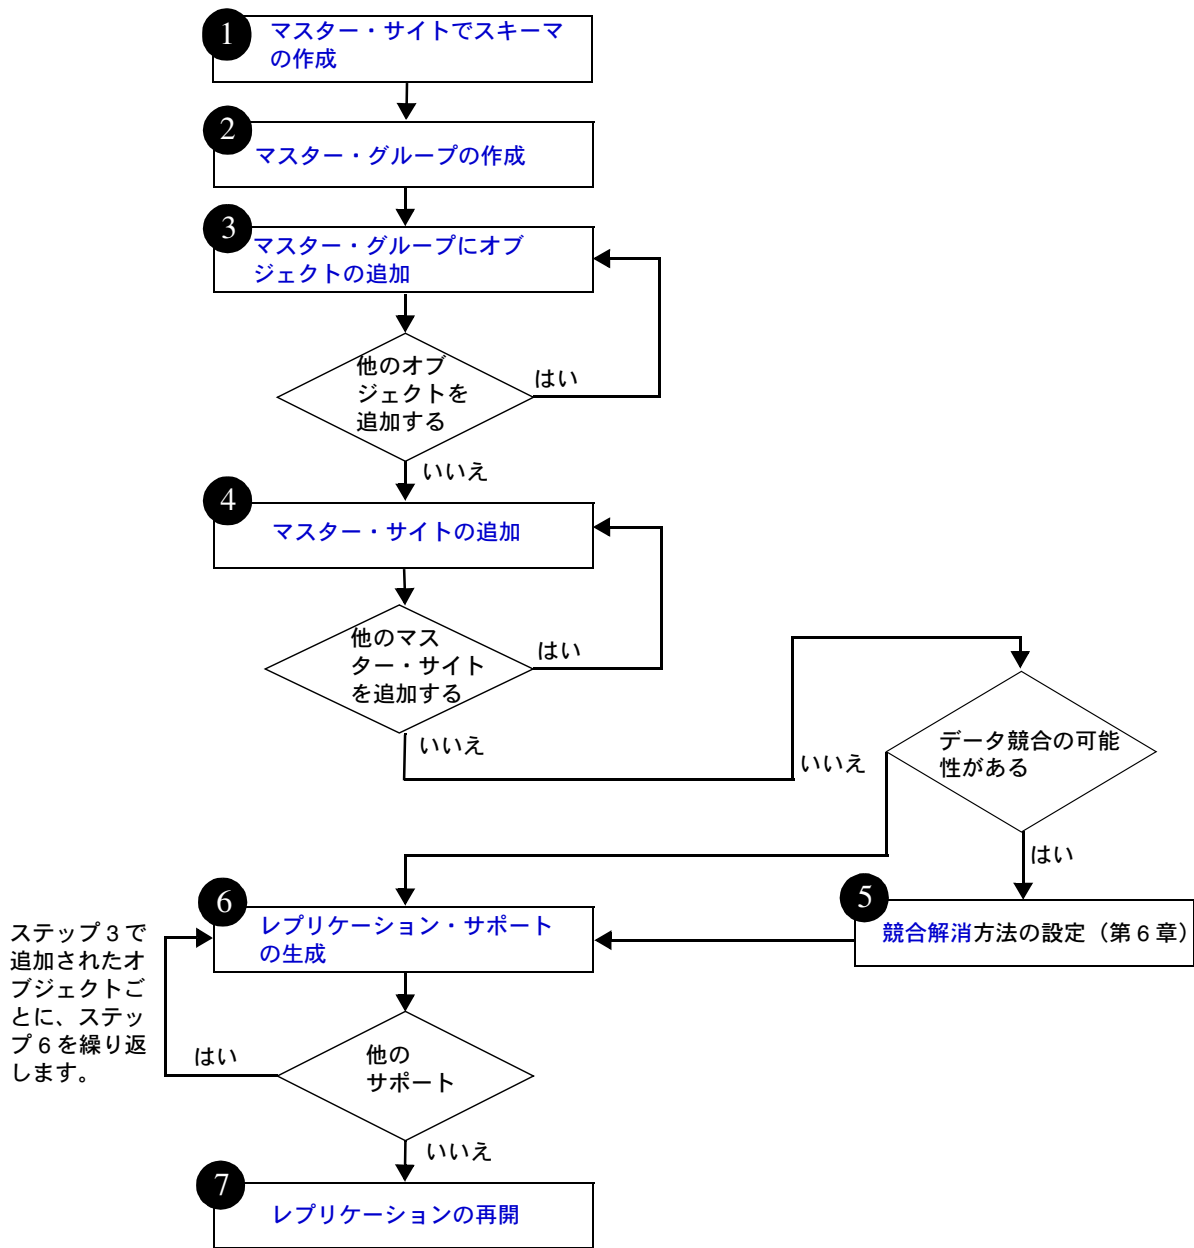 1
マスター・サイトでスキーマ
の作成
2
マスター・グループの作成
3
マスター・グループにオブ
ジェクトの追加
他のオブ
ジェクトを
追加する
はい
いいえ
4
マスター・サイトの追加
他のマス
ター・サイト
を追加する
はい
いいえ
データ競合の可能
性がある
いいえ
はい
5
競合解消方法の設定（第 6 章）
6
レプリケーション・サポート
の生成
ステップ 3 で
追加されたオ
ブジェクトご
とに、ステッ
プ 6 を繰り返
します。
はい
他の
サポート
いいえ
7
レプリケーションの再開